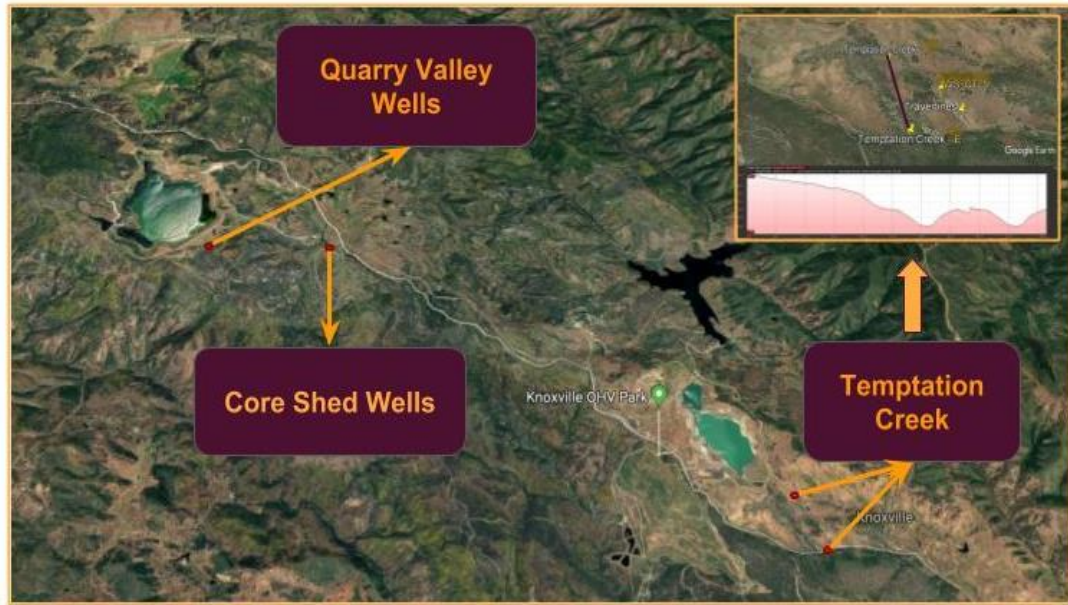 Quarry Valley
Wells
Core Shed Wells
Knoxville OHV Park
Temptation
Creek
Knoxville
Temptation Creek
Travertines
Temptation Creek
Google Earth